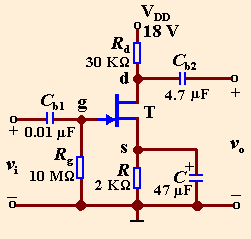 V_DD
18 V
R_d
30 KΩ
d
C_b2
4.7 μF
C_b1
g
T
0.01 μF
s
v_i
R_g
10 MΩ
R
2 KΩ
C
47 μF
v_o